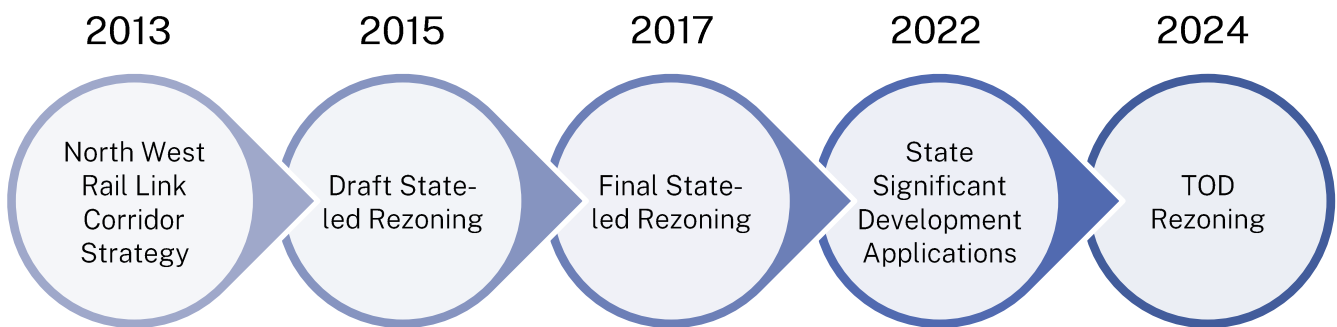 2013
North West
Rail Link
Corridor
Strategy
2015
Draft State-
led Rezoning
2017
Final State-
led Rezoning
2022
State
Significant
Development
Applications
2024
TOD
Rezoning